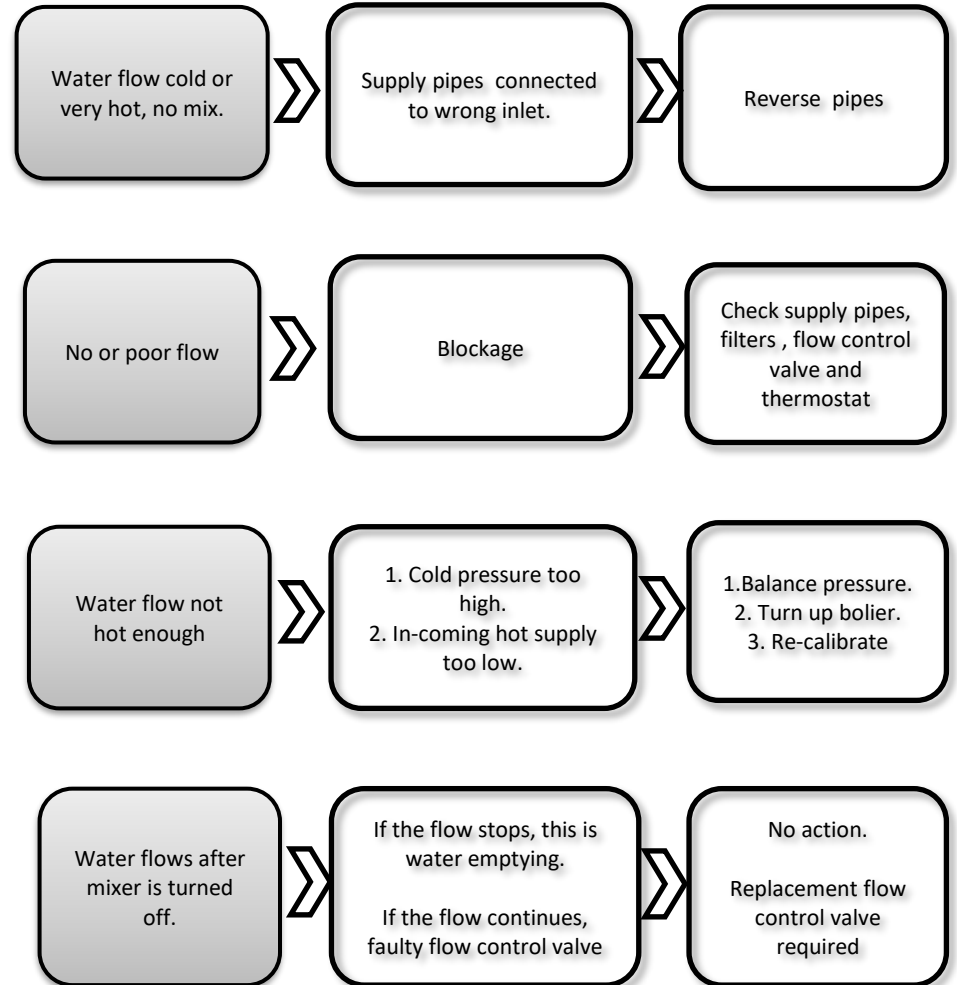 Water flow cold or
very hot, no mix.
Supply pipes  connected
to wrong inlet.
Reverse  pipes
No or poor flow
Blockage
Check supply pipes,
filters , flow control
valve and
thermostat
Water flow not
hot enough
1. Cold pressure too
high.
2. In-coming hot supply
too low.
1.Balance pressure.
2. Turn up bolier.
3. Re-calibrate
Water flows after
mixer is turned
off.
If the flow stops, this is
water emptying.
If the flow continues,
faulty flow control valve
No action.
Replacement flow
control valve
required